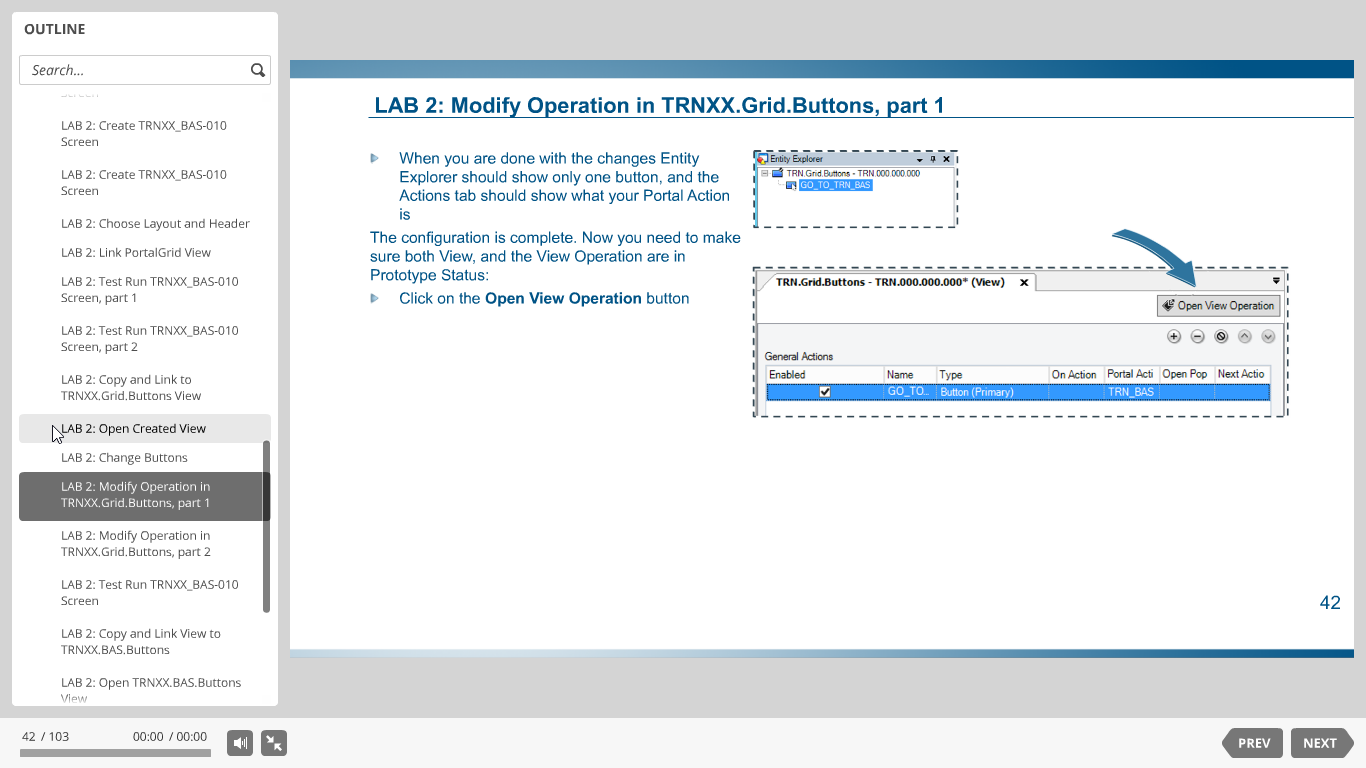 OUTLINE
Search...
Screen
LAB 2: Create TRNXX_BAS-010
Screen
LAB 2: Create TRNXX_BAS-010
Screen
LAB 2: Choose Layout and Header
LAB 2: Link PortalGrid View
LAB 2: Test Run TRNXX_BAS-010
Screen, part 1
LAB 2: Test Run TRNXX_BAS-010
Screen, part 2
LAB 2: Copy and Link to
TRNXX.Grid.Buttons View
LAB 2: Open Created View
LAB 2: Change Buttons
LAB 2: Modify Operation in
TRNXX.Grid.Buttons, part 1
LAB 2: Modify Operation in
TRNXX.Grid.Buttons, part 2
LAB 2: Test Run TRNXX_BAS-010
Screen
LAB 2: Copy and Link View to
TRNXX.BAS.Buttons
LAB 2: Open TRNXX.BAS.Buttons
View
LAB 2: Modify Operation in TRNXX.Grid.Buttons, part 1
When you are done with the changes Entity
Explorer should show only one button, and the
Actions tab should show what your Portal Action
is
The configuration is complete. Now you need to make
sure both View, and the View Operation are in
Prototype Status:
Click on the Open View Operation button
Entity Explorer
TRN.Grid.Buttons - TRN.000.000.000
GO_TO_TRN_BAS
TRN.Grid.Buttons - TRN.000.000.000* (View)
Open View Operation
General Actions
Enabled Name Type On Action Portal Acti Open Pop Next Actio
GO_TO... Button (Primary) TRN_BAS
42
42 / 103 00:00 / 00:00
PREV NEXT